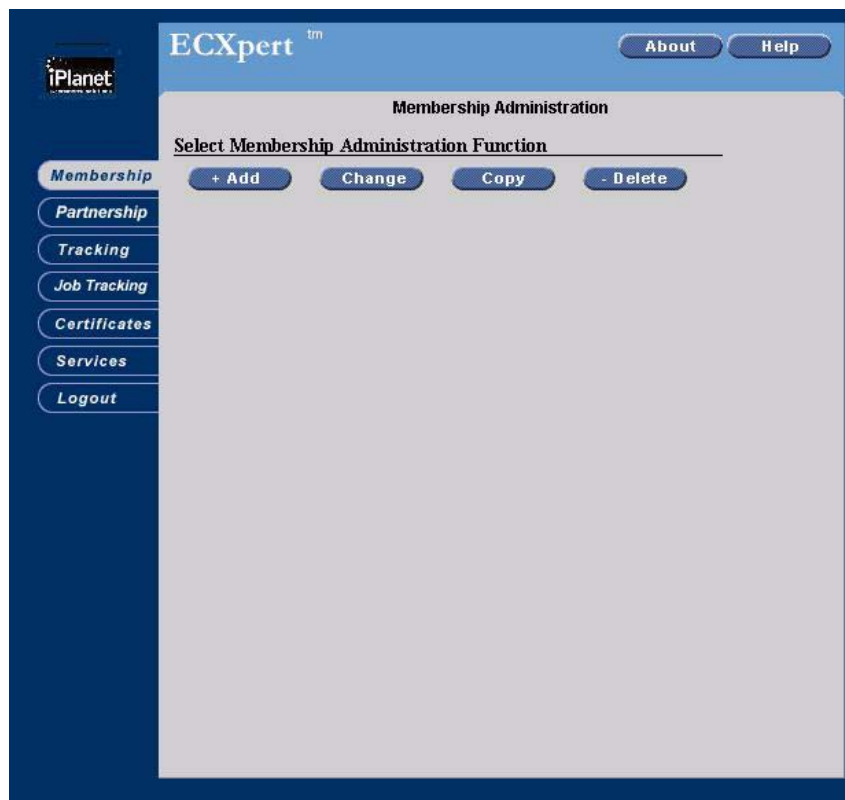 ECXpert tm
About
Help
iPlanet
Membership Administration
Select Membership Administration Function
Membership
+ Add
Change
Copy
- Delete
Partnership
Tracking
Job Tracking
Certificates
Services
Logout